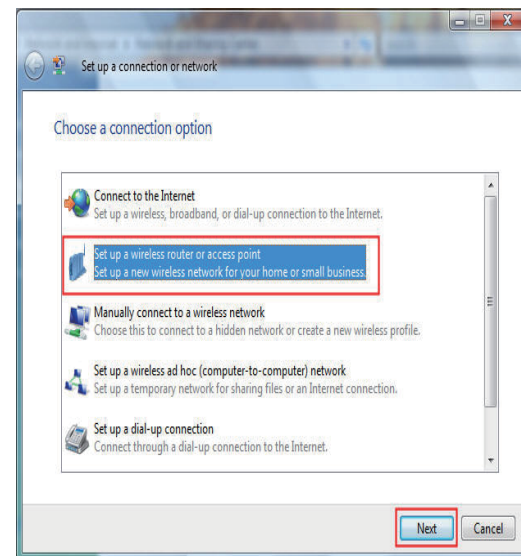 Set up a connection or network
Choose a connection option
Connect to the Internet
Set up a wireless, broadband, or dial-up connection to the Internet.
Set up a wireless router or access point
Set up a new wireless network for your home or small business.
Manually connect to a wireless network
Choose this to connect to a hidden network or create a new wireless profile.
Set up a wireless ad hoc (computer-to-computer) network
Set up a temporary network for sharing files or an Internet connection.
Set up a dial-up connection
Connect through a dial-up connection to the Internet.
Next
Cancel